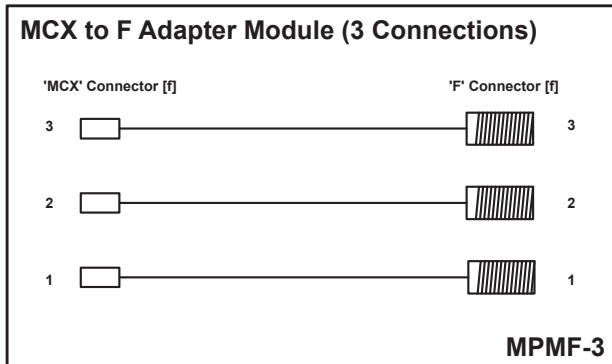 MCX to F Adapter Module (3 Connections)
'MCX' Connector [f] 'F' Connector [f]
3 3
2 2
1 1
MPMF-3